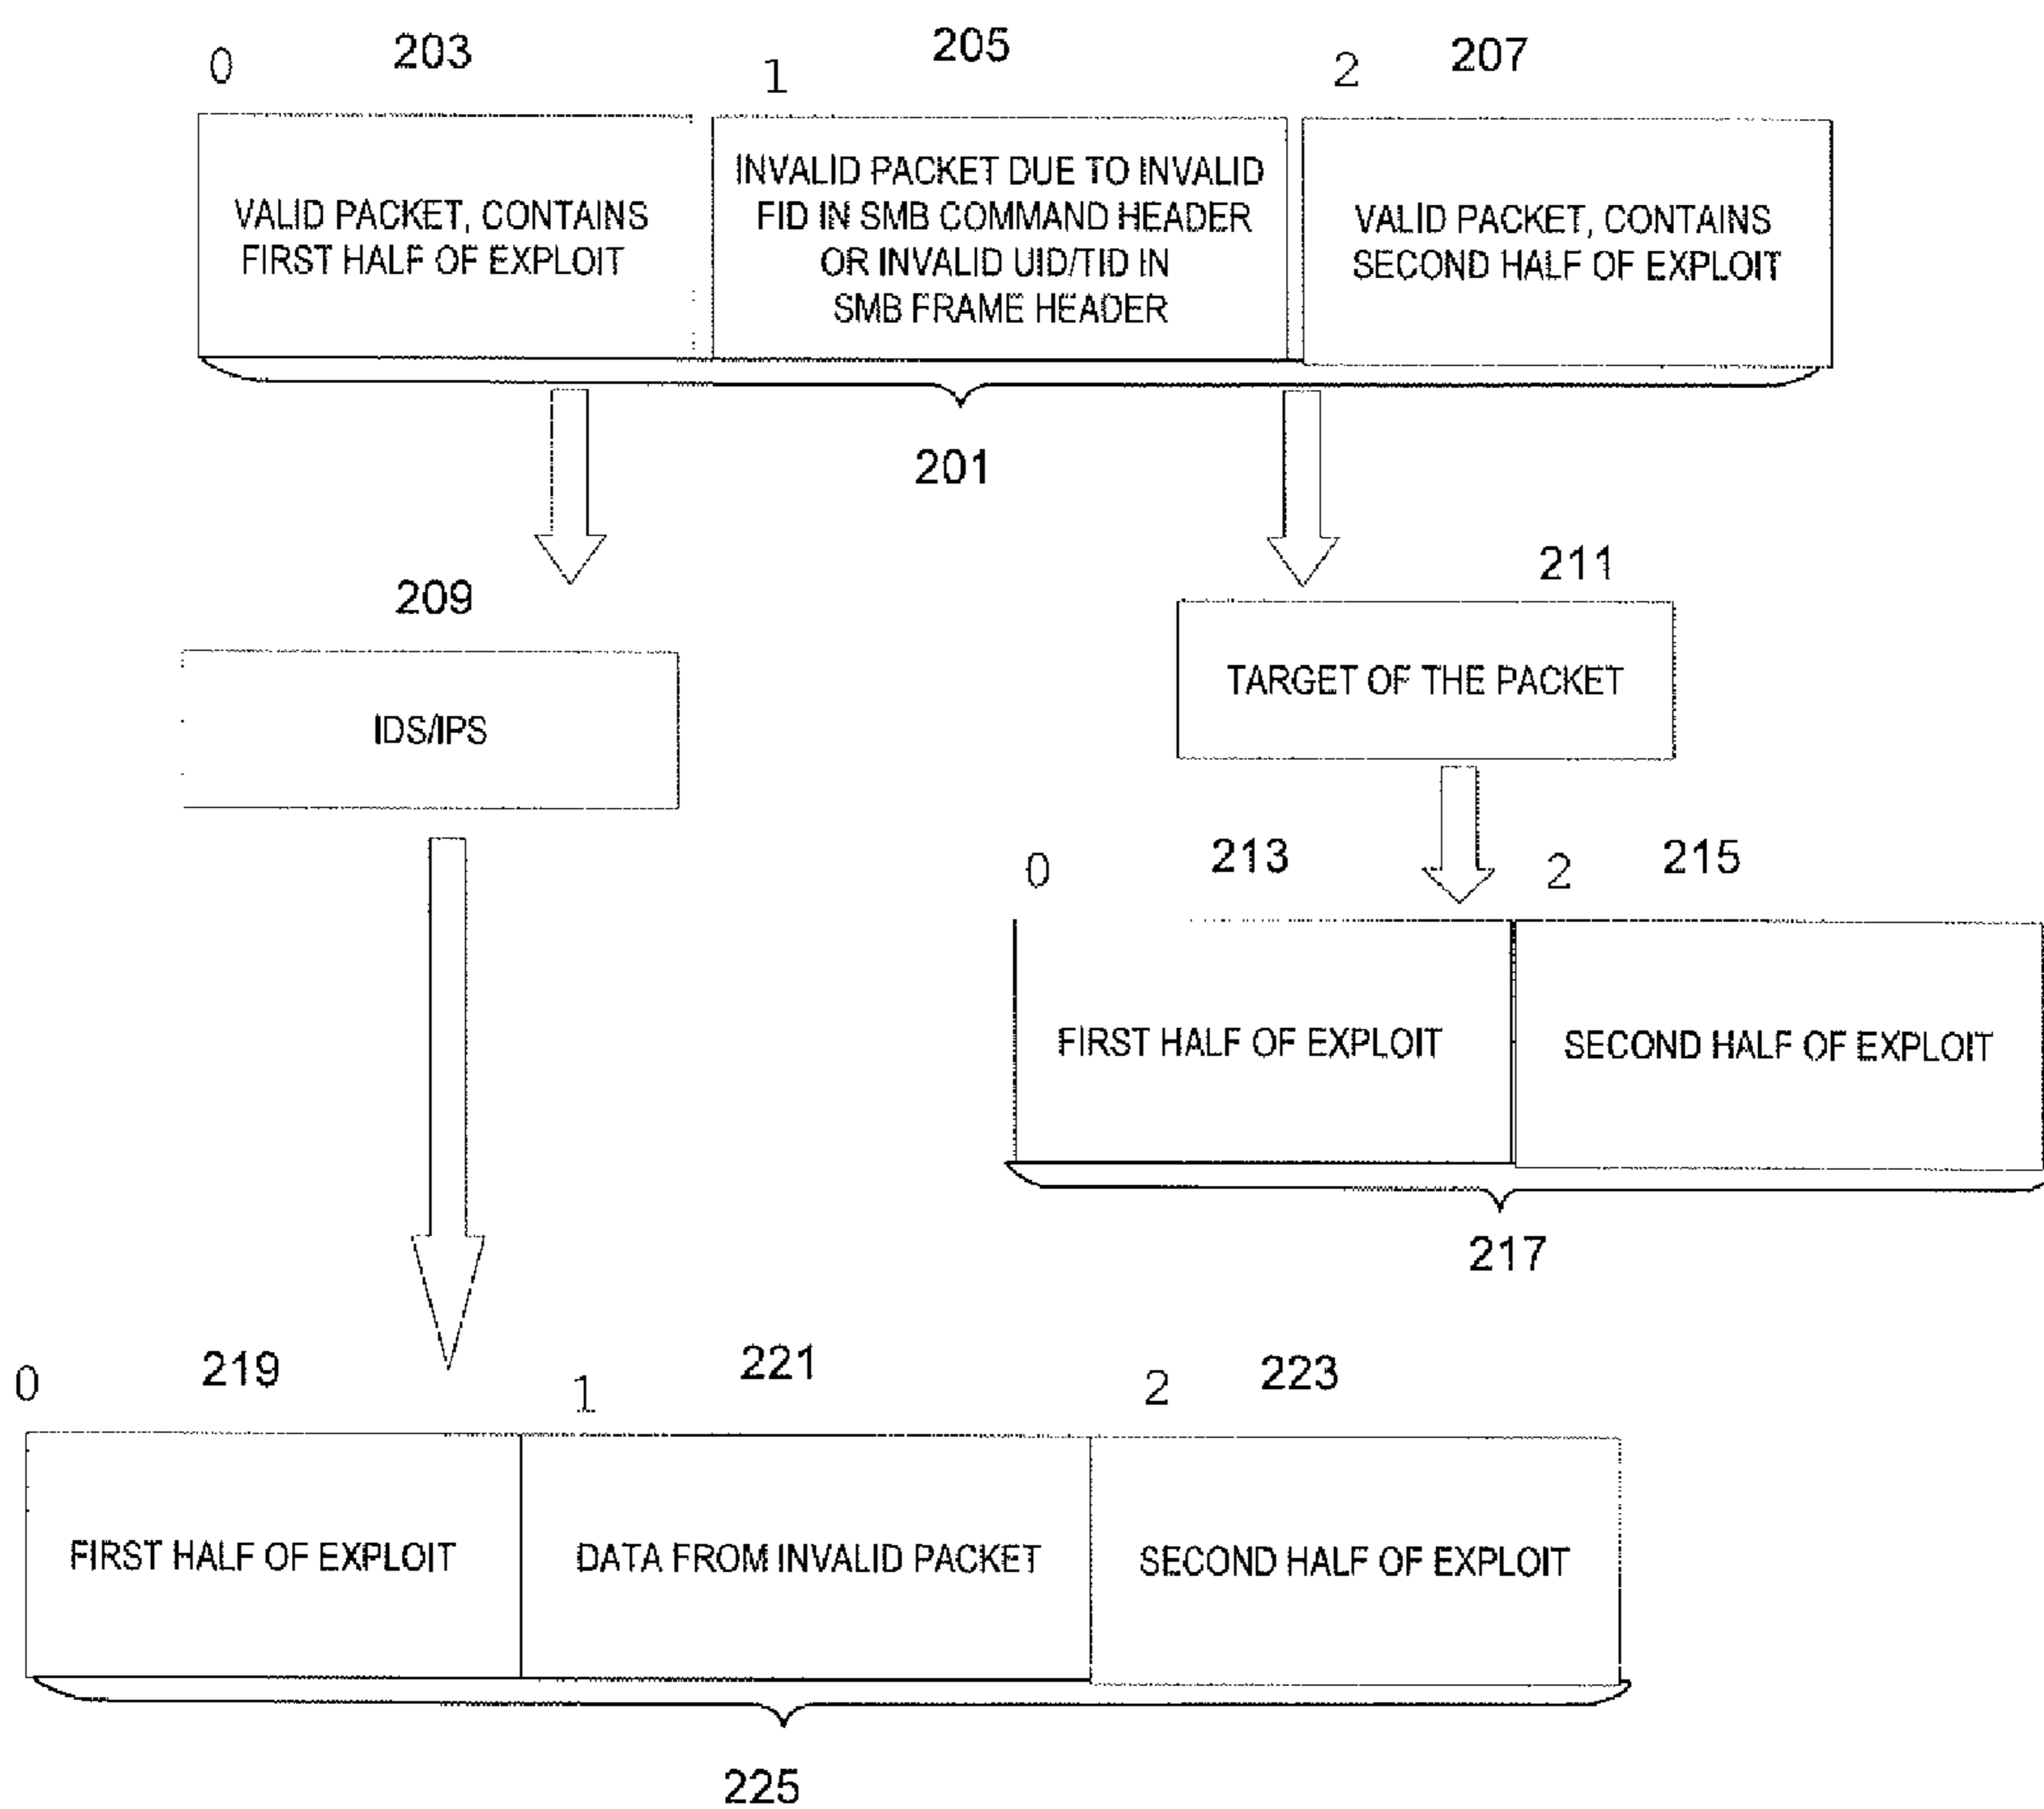 0 203 1 205 2 207
VALID PACKET, CONTAINS
FIRST HALF OF EXPLOIT
INVALID PACKET DUE TO INVALID
FID IN SMB COMMAND HEADER
OR INVALID UID/TID IN
SMB FRAME HEADER
VALID PACKET, CONTAINS
SECOND HALF OF EXPLOIT
201
209
IDS/IPS
211
TARGET OF THE PACKET
0 213 2 215
FIRST HALF OF EXPLOIT
SECOND HALF OF EXPLOIT
217
0 219 1 221 2 223
FIRST HALF OF EXPLOIT
DATA FROM INVALID PACKET
SECOND HALF OF EXPLOIT
225